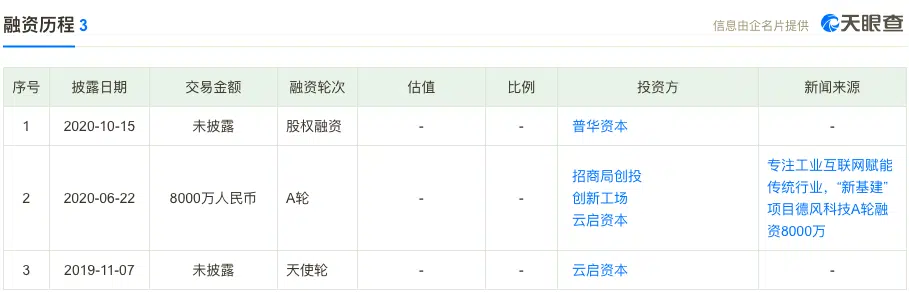 融资历程 3
信息由企名片提供
天眼查
序号 披露日期 交易金额 融资轮次 估值 比例 投资方 新闻来源
1 2020-10-15 未披露 股权融资 - - 普华资本 -
2 2020-06-22 8000万人民币 A轮 - - 招商局创投
创新工场
云启资本
专注工业互联网赋能
传统行业，“新基建”
项目德风科技A轮融
资8000万
3 2019-11-07 未披露 天使轮 - - 云启资本 -